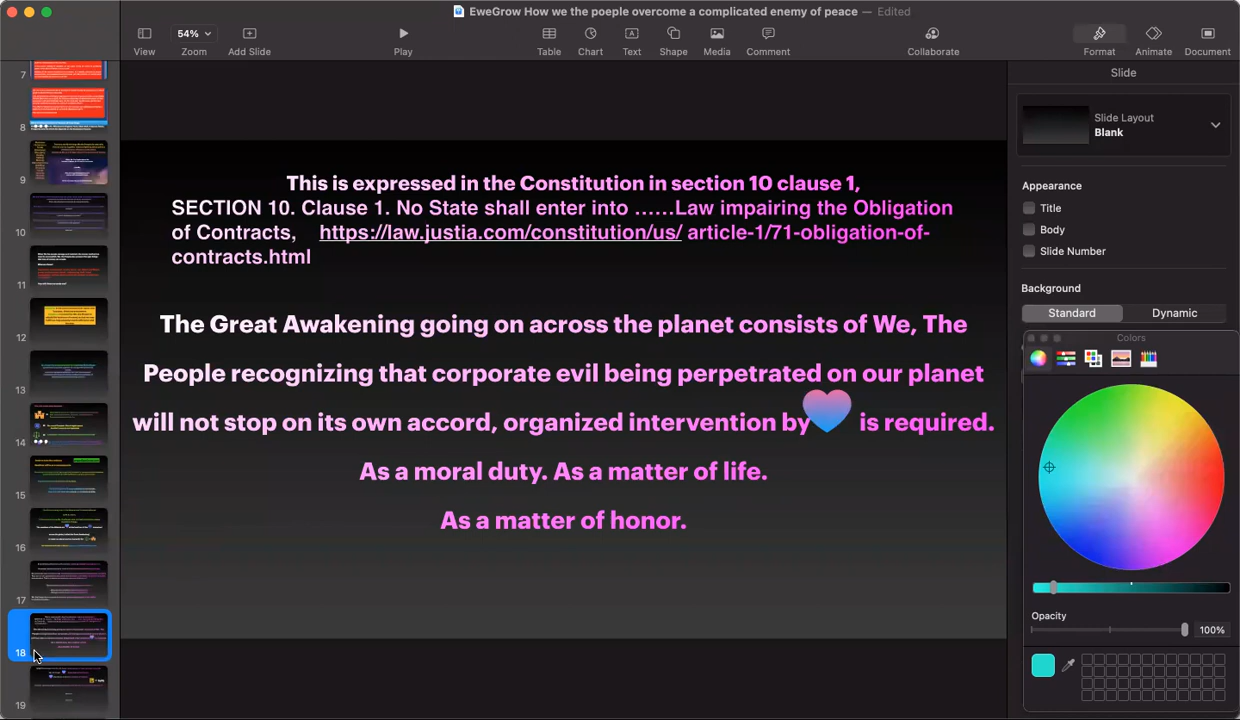 EweGrow How we the poeple overcome a complicated enemy of peace — Edited
View
54%
Zoom
Add Slide
Play
Table
Chart
Text
Shape
Media
Comment
Collaborate
Format
Animate
Document
7
8
9
10
11
12
13
14
15
16
17
18
19
This is expressed in the Constitution in section 10 clause 1,
SECTION 10. Clause 1. No State shall enter into ……Law impairing the Obligation
of Contracts, https://law.justia.com/constitution/us/ article-1/71-obligation-of-
contracts.html
The Great Awakening going on across the planet consists of We, The
People recognizing that corporate evil being perpetrated on our planet
will not stop on its own accord, organized intervention by is required.
As a moral duty. As a matter of life.
As a matter of honor.
Slide
Slide Layout
Blank
Appearance
Title
Body
Slide Number
Background
Standard
Dynamic
Colors
Opacity
100%